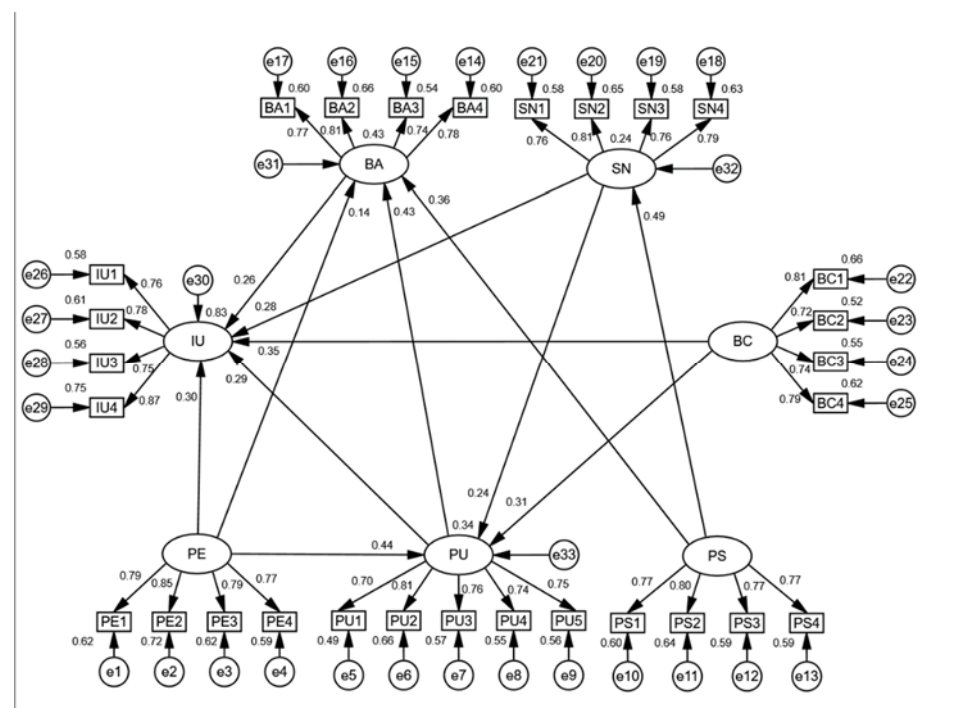 e17 e16 e15 e14 e21 e20 e19 e18
0.60 0.66 0.54 0.60 0.58 0.65 0.58 0.63
BA1 BA2 BA3 BA4 SN1 SN2 SN3 SN4
0.77 0.81 0.43 0.74 0.78 0.76 0.81 0.24 0.76 0.79
e31 BA SN e32
0.14 0.43 0.36 0.49
0.58 0.66
e26 IU1 0.76 e30 0.26 0.81 BC1 e22
0.61 0.28 0.52
e27 IU2 0.78 0.83 0.72 BC2 e23
IU BC
0.56 0.35 0.55
e28 IU3 0.75 0.29 0.74 BC3 e24
0.75 0.30 0.62
e29 IU4 0.87 0.79 BC4 e25
0.24 0.31
0.34
PE 0.44 PU e33 PS
0.79 0.85 0.79 0.77 0.70 0.81 0.76 0.74 0.75 0.77 0.80 0.77 0.77
PE1 PE2 PE3 PE4 PU1 PU2 PU3 PU4 PU5 PS1 PS2 PS3 PS4
0.62 0.72 0.62 0.59 0.49 0.66 0.57 0.55 0.56 0.60 0.64 0.59 0.59
e1 e2 e3 e4 e5 e6 e7 e8 e9 e10 e11 e12 e13